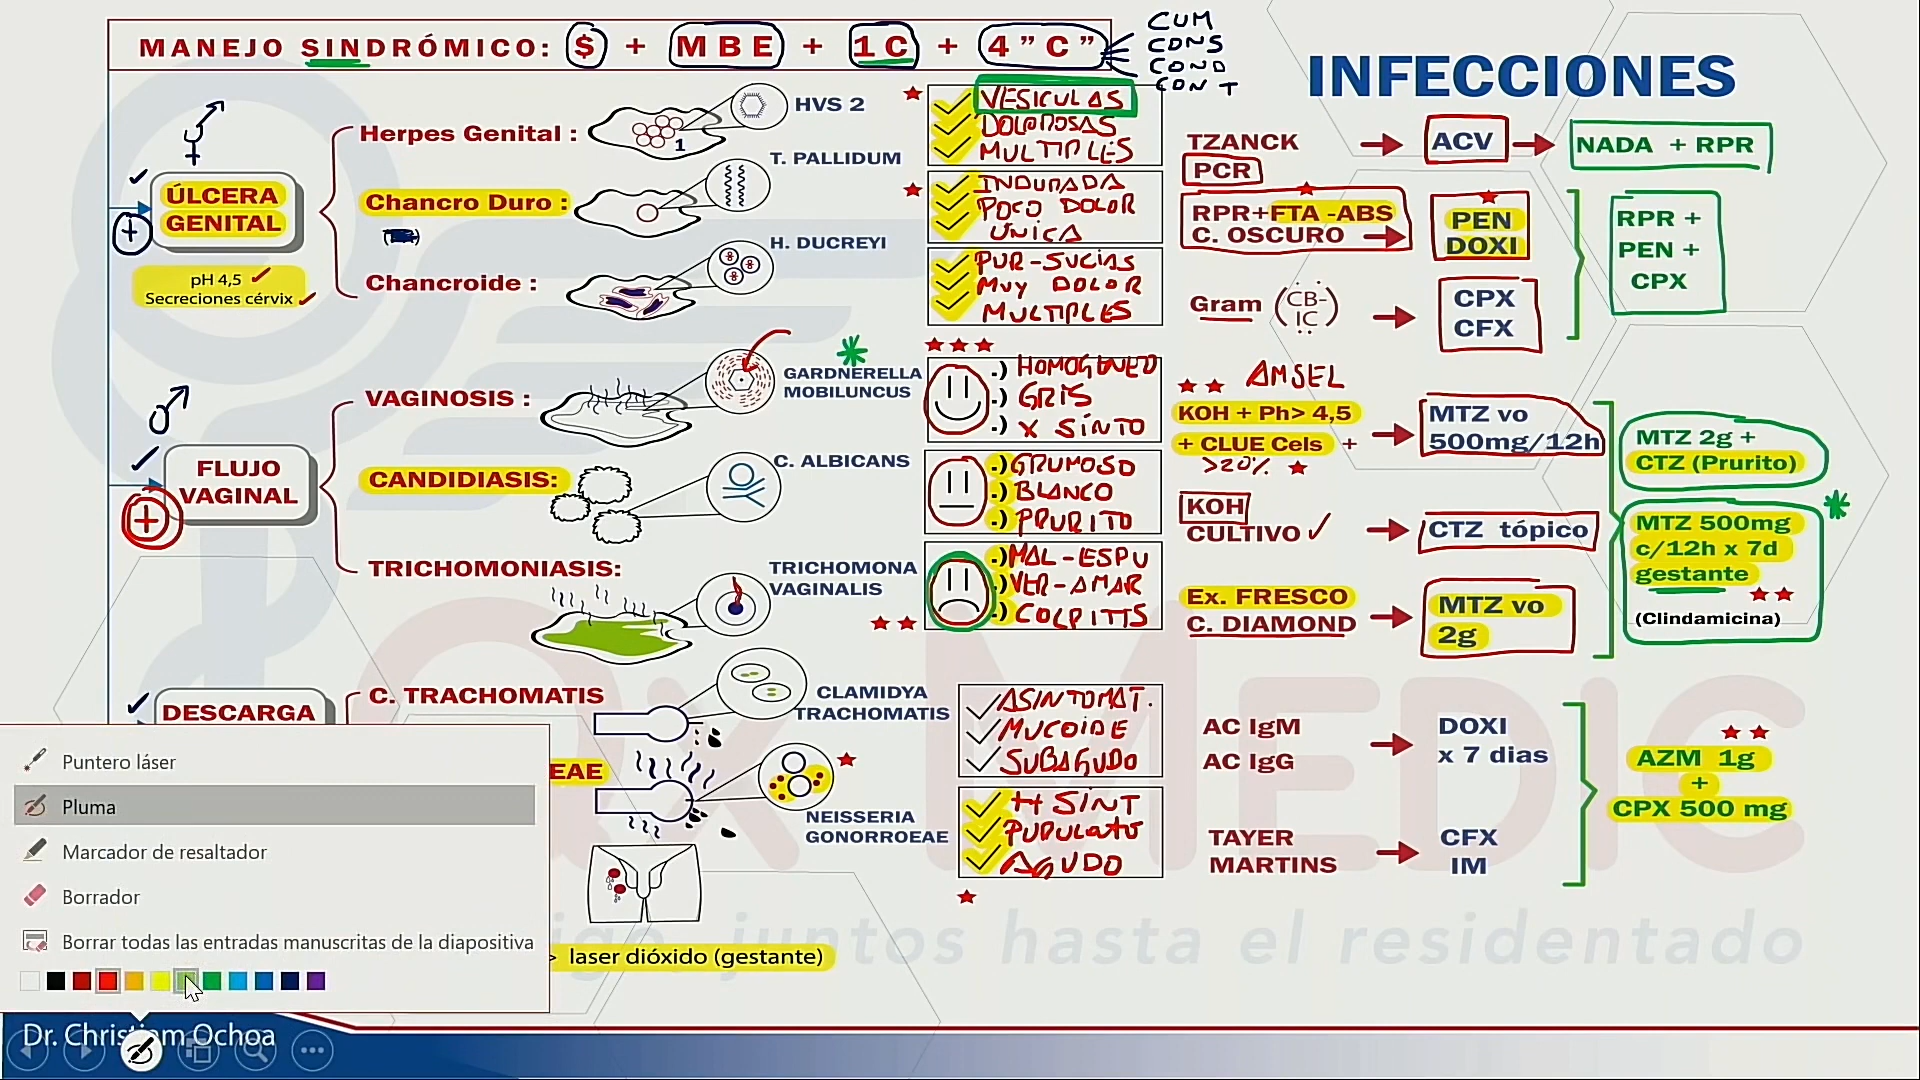 MANEJO SINDRÓMICO: $ + MBE + 1C + 4"C"
CUM
CONS
COND
CONT
INFECCIONES
ÚLCERA
GENITAL
pH 4,5
Secreciones cérvix
Herpes Genital :
1
HVS 2
VESICULAS
DOLOROSAS
MULTIPLES
TZANCK
PCR
ACV
NADA + RPR
Chancro Duro :
T. PALLIDUM
INDURADA
POCO DOLOR
UNICA
RPR+FTA -ABS
C. OSCURO
PEN
DOXI
RPR +
PEN +
CPX
Chancroide :
H. DUCREYI
PUR-SUCIAS
MUY DOLOR
MULTIPLES
Gram (CB-
IC)
CPX
CFX
FLUJO
VAGINAL
VAGINOSIS :
GARDNERELLA
MOBILUNCUS
.) HOMOGENEO
.) GRIS
.) X SINTO
AMSEL
KOH + Ph> 4,5
+ CLUE Cels +
>20%
MTZ vo
500mg/12h
MTZ 2g +
CTZ (Prurito)
CANDIDIASIS:
C. ALBICANS
.) GRUMOSO
.) BLANCO
.) PRURITO
KOH
CULTIVO
CTZ tópico
MTZ 500mg
c/12h x 7d
gestante
(Clindamicina)
TRICHOMONIASIS:
TRICHOMONA
VAGINALIS
.) MAL-ESPU
.) VER-AMAR
.) COLPITIS
Ex. FRESCO
C. DIAMOND
MTZ vo
2g
DESCARGA
C. TRACHOMATIS
CLAMIDYA
TRACHOMATIS
ASINTOMAT.
MUCOIDE
SUBAGUDO
AC IgM
AC IgG
DOXI
x 7 dias
AZM 1g
+
CPX 500 mg
EAE
NEISSERIA
GONORROEAE
+ SINT
PURULATO
AGUDO
TAYER
MARTINS
CFX
IM
> laser dióxido (gestante)
QX MEDIC
igo, juntos hasta el residentado
Puntero láser
Pluma
Marcador de resaltador
Borrador
Borrar todas las entradas manuscritas de la diapositiva
Dr. Christiam Ochoa